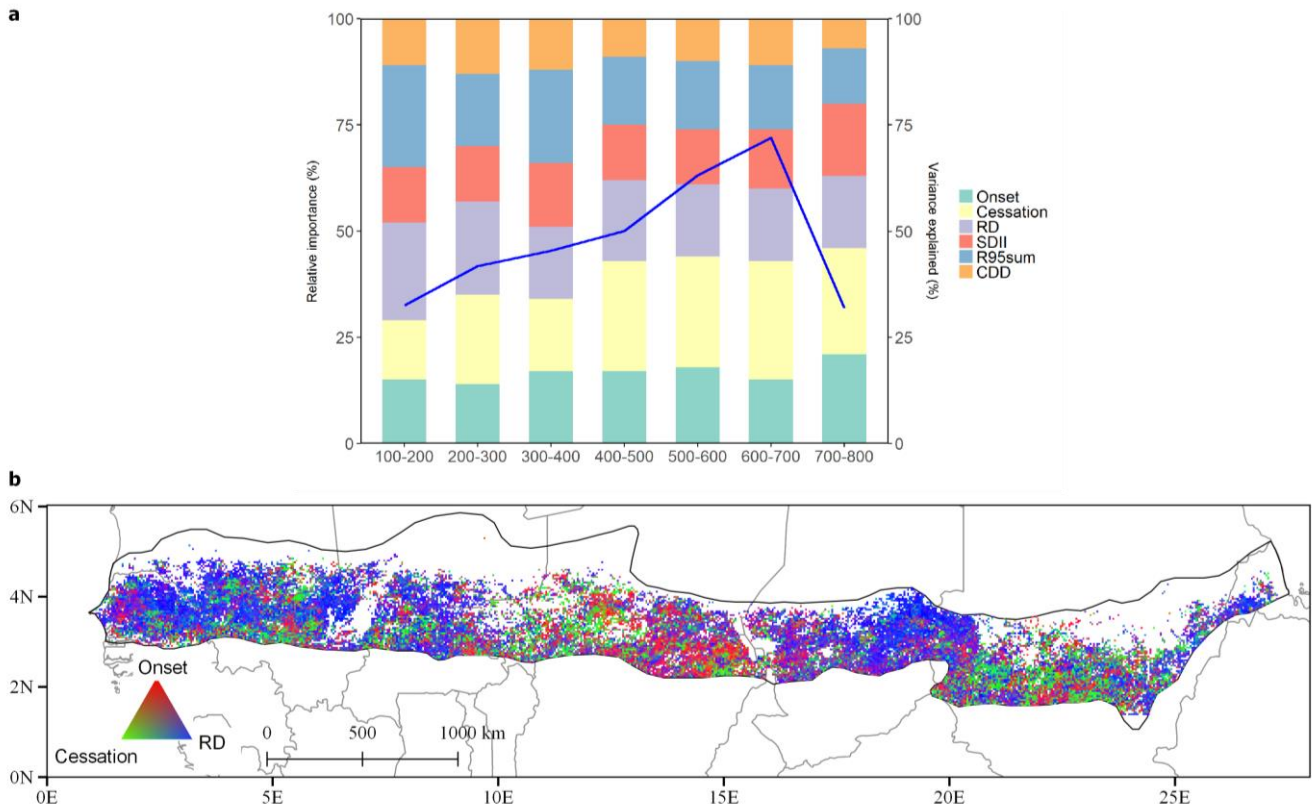 a
100
75
50
25
0
Relative importance (%)
100
75
50
25
0
Variance explained (%)
100-200 200-300 300-400 400-500 500-600 600-700 700-800
Onset
Cessation
RD
SDII
R95sum
CDD
b
6N
4N
2N
0N
Onset
Cessation
RD
0 500 1000 km
0E 5E 10E 15E 20E 25E